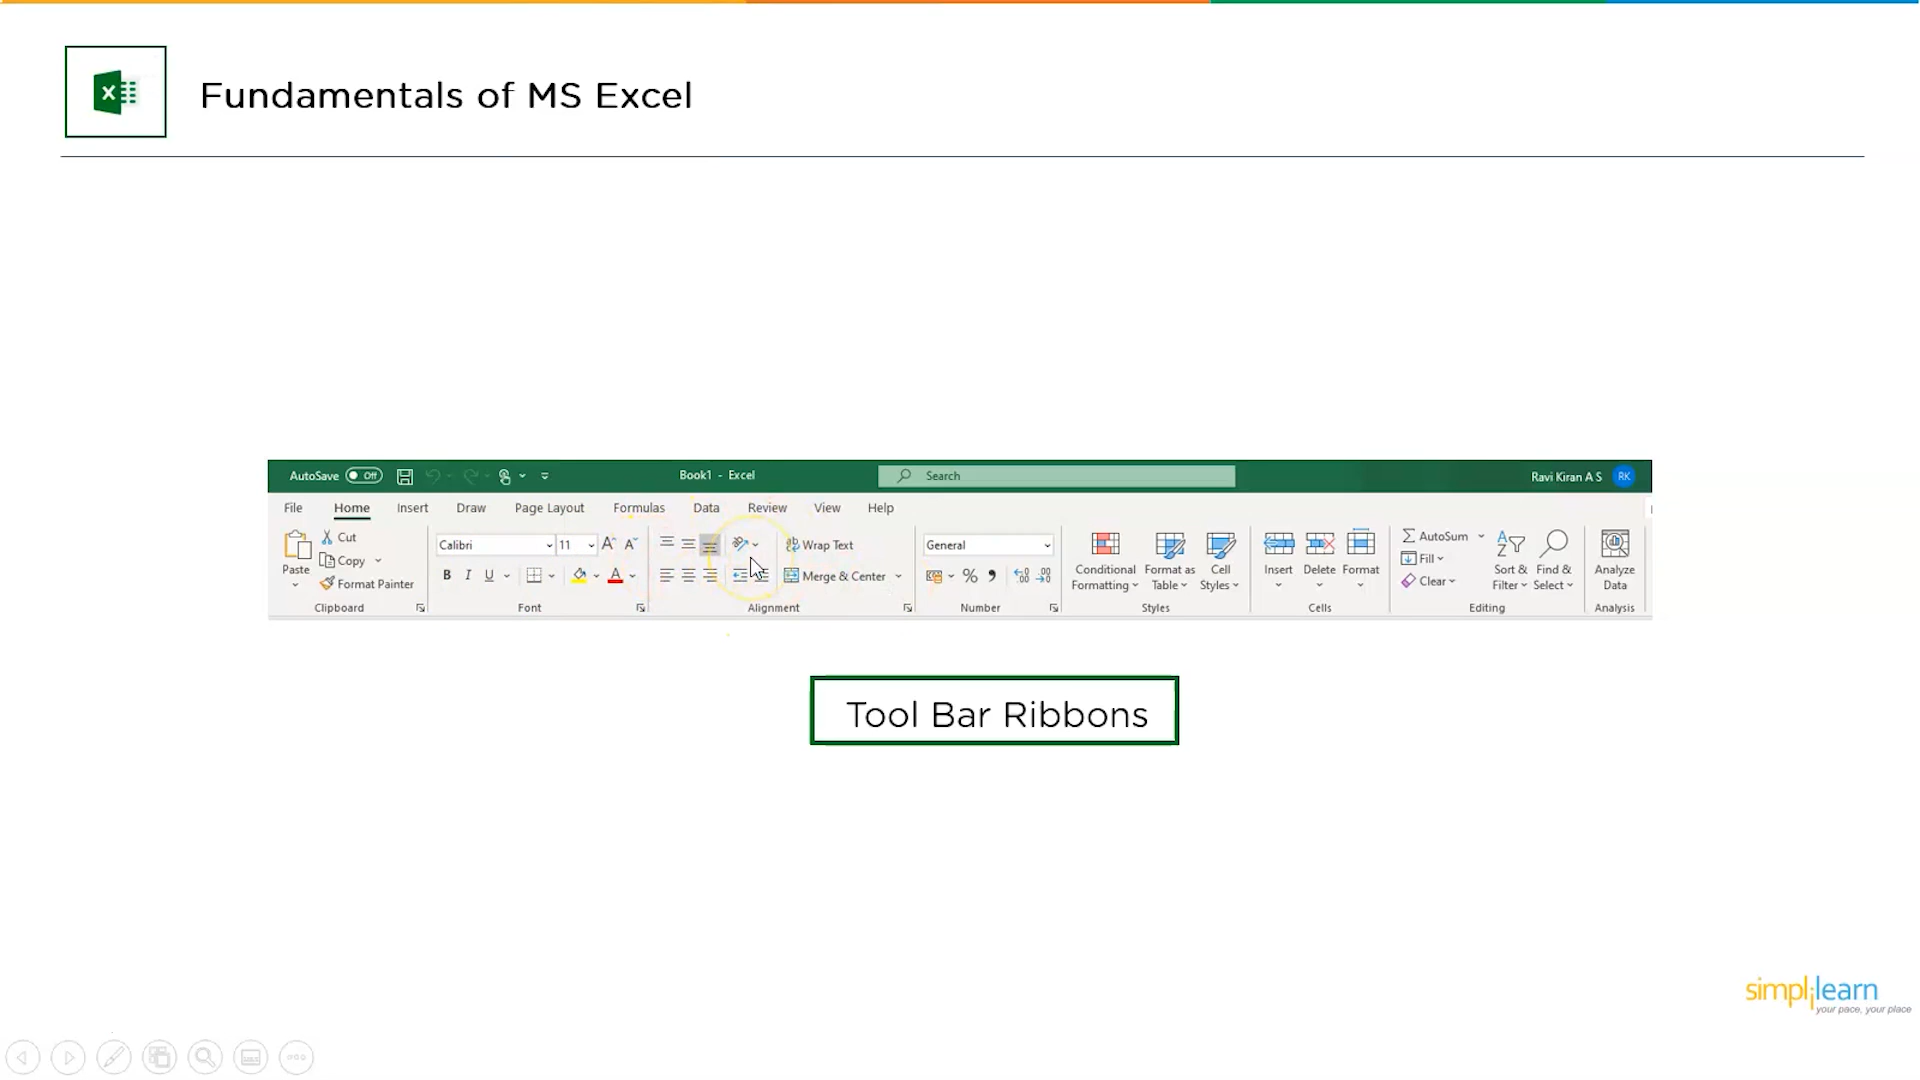 Fundamentals of MS Excel
AutoSave Off Book1 - Excel Search Ravi Kiran A S RK
File Home Insert Draw Page Layout Formulas Data Review View Help
Paste Cut Copy Format Painter
Clipboard
Calibri 11
B I U A
Font
Wrap Text
Merge & Center
Alignment
General
%
Number
Conditional Formatting
Format as Table
Cell Styles
Styles
Insert Delete Format
Cells
AutoSum
Fill
Clear
Sort & Filter
Find & Select
Editing
Analyze Data
Analysis
Tool Bar Ribbons
simplilearn
your pace, your place